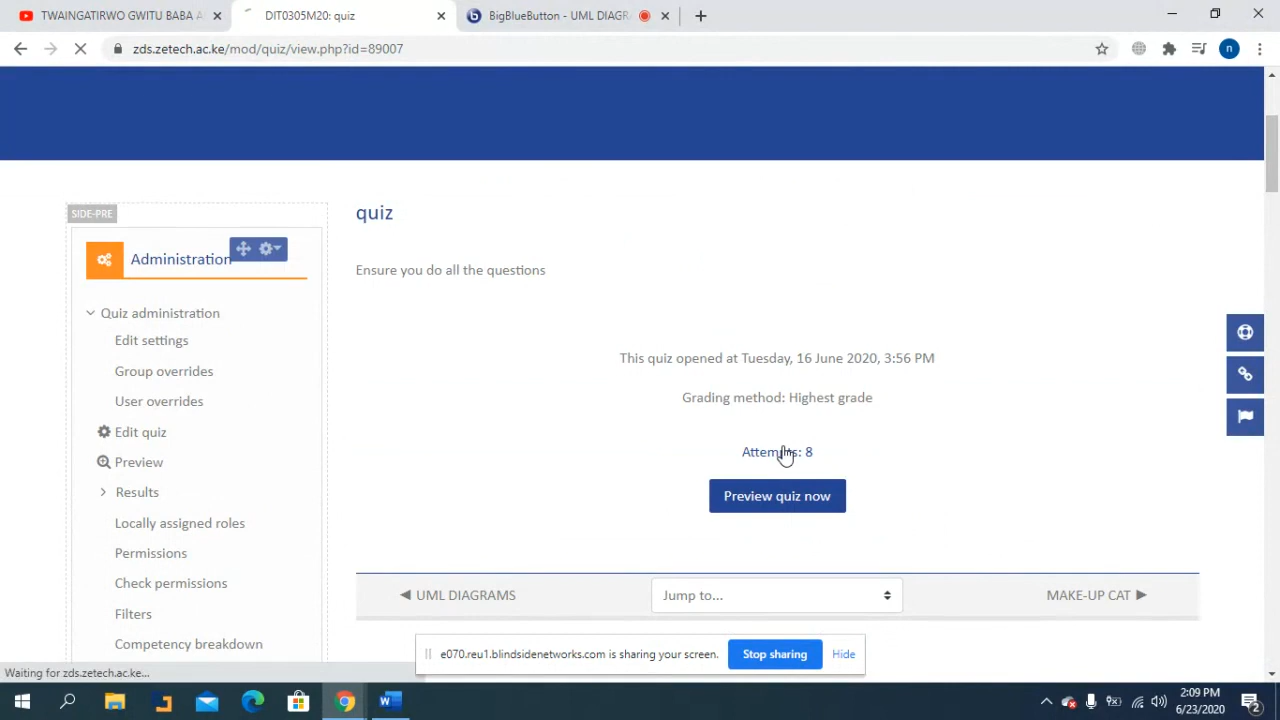 TWAINGATIRWO GWITU BABA A
DIT0305M20: quiz
BigBlueButton - UML DIAGRA
zds.zetech.ac.ke/mod/quiz/view.php?id=89007
n
SIDE-PRE
Administration
Quiz administration
Edit settings
Group overrides
User overrides
Edit quiz
Preview
Results
Locally assigned roles
Permissions
Check permissions
Filters
Competency breakdown
quiz
Ensure you do all the questions
This quiz opened at Tuesday, 16 June 2020, 3:56 PM
Grading method: Highest grade
Attempts: 8
Preview quiz now
UML DIAGRAMS
Jump to...
MAKE-UP CAT
e070.reu1.blindsidenetworks.com is sharing your screen.
Stop sharing
Hide
Waiting for zds.zetech.ac.ke...
2:09 PM
6/23/2020
2